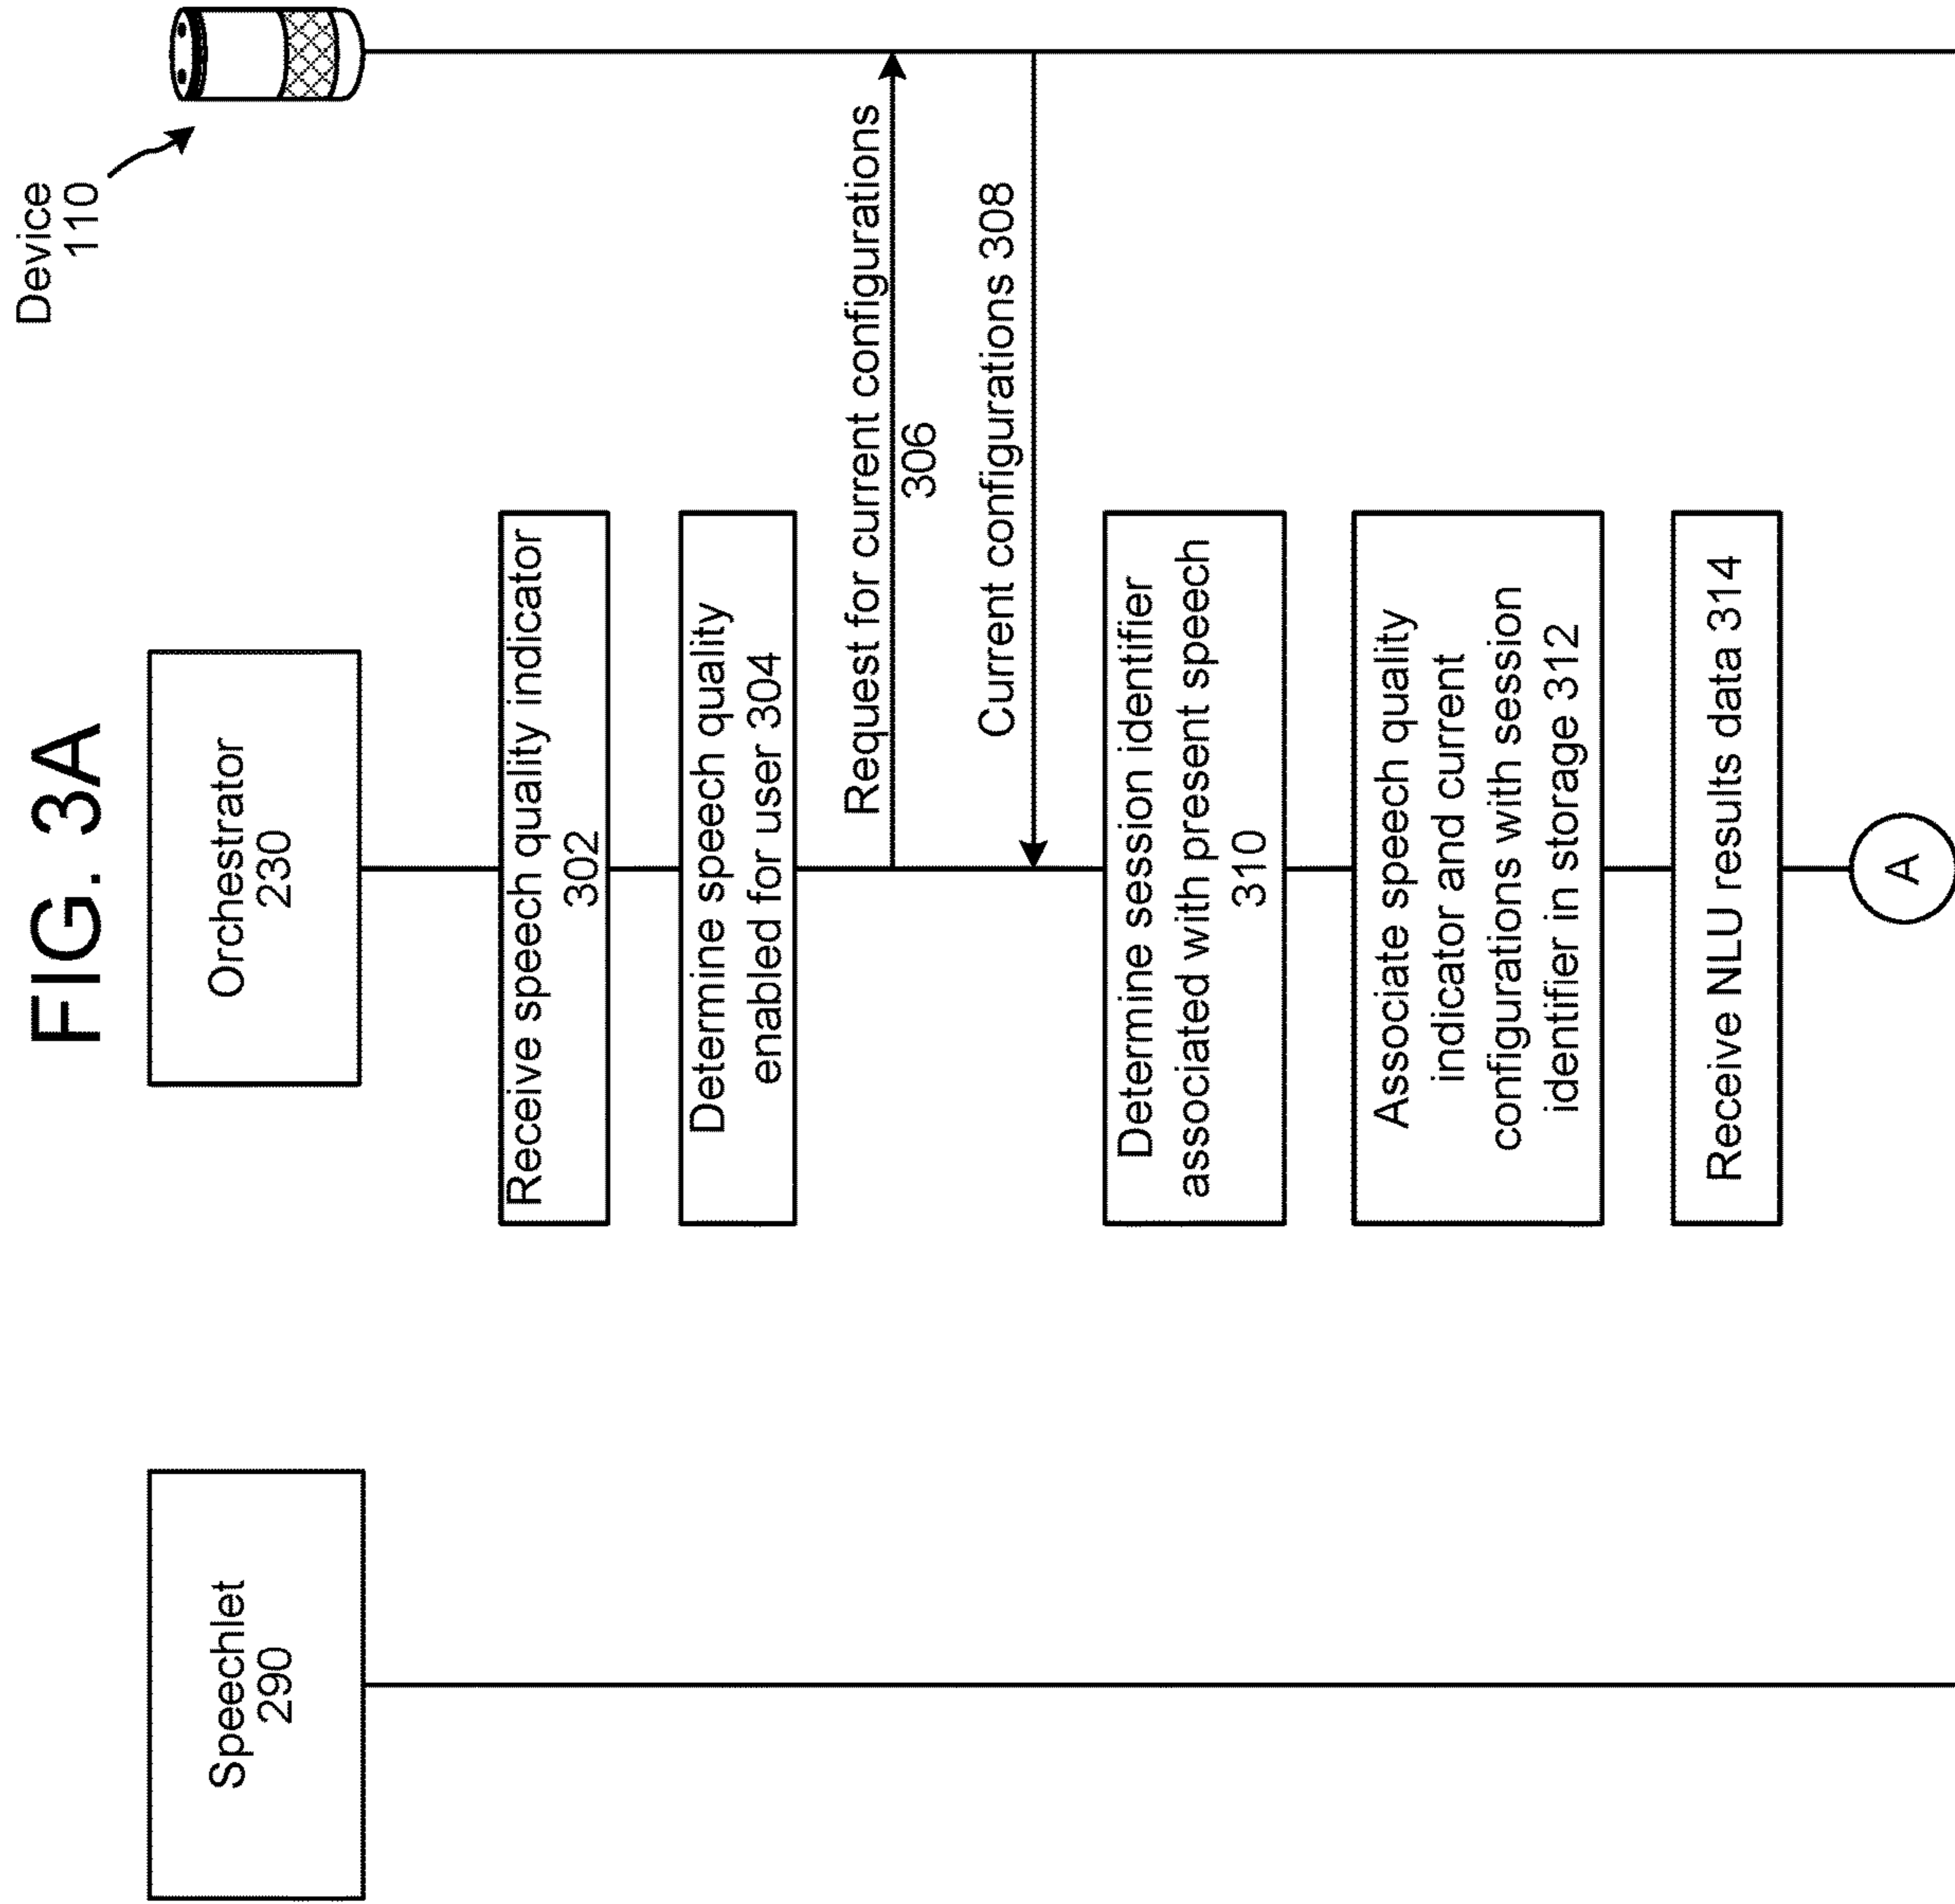 FIG. 3A
Speechlet
290
Orchestrator
230
Device
110
Receive speech quality indicator
302
Determine speech quality
enabled for user 304
Request for current configurations
306
Current configurations 308
Determine session identifier
associated with present speech
310
Associate speech quality
indicator and current
configurations with session
identifier in storage 312
Receive NLU results data 314
A